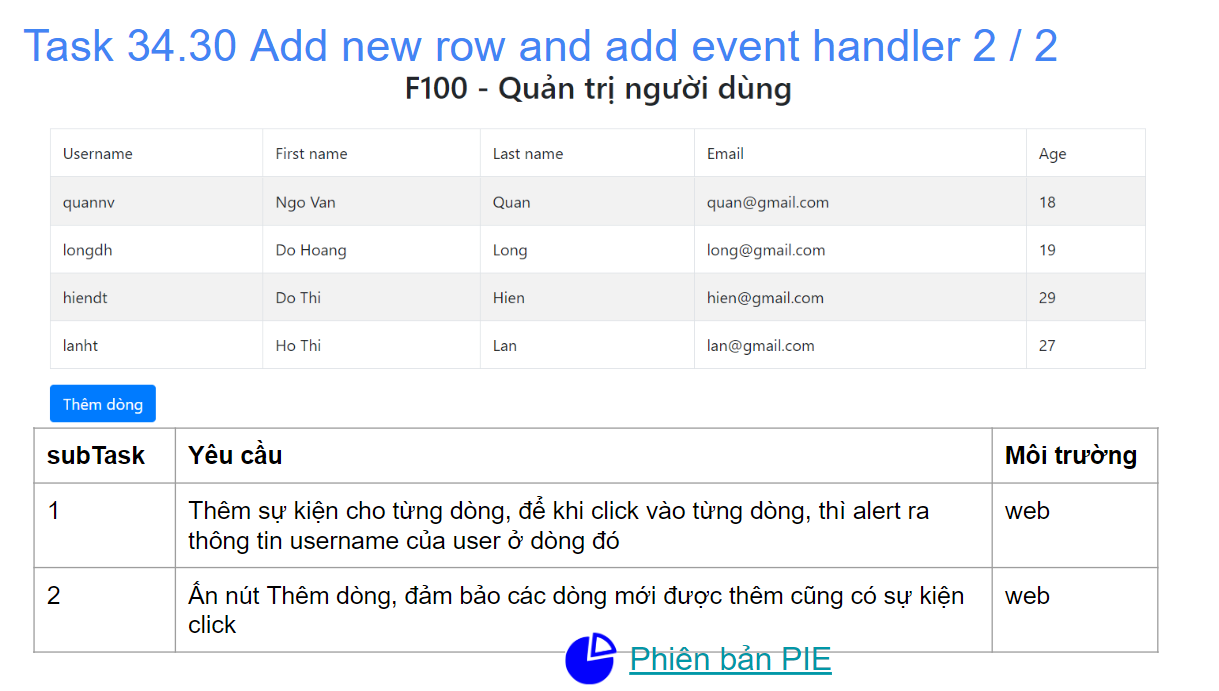 Task 34.30 Add new row and add event handler 2 / 2
F100 - Quản trị người dùng
Username First name Last name Email Age
quannv Ngo Van Quan quan@gmail.com 18
longdh Do Hoang Long long@gmail.com 19
hiendt Do Thi Hien hien@gmail.com 29
lanht Ho Thi Lan lan@gmail.com 27
Thêm dòng
subTask Yêu cầu Môi trường
1 Thêm sự kiện cho từng dòng, để khi click vào từng dòng, thì alert ra web
thông tin username của user ở dòng đó
2 Ấn nút Thêm dòng, đảm bảo các dòng mới được thêm cũng có sự kiện web
click
Phiên bản PIE